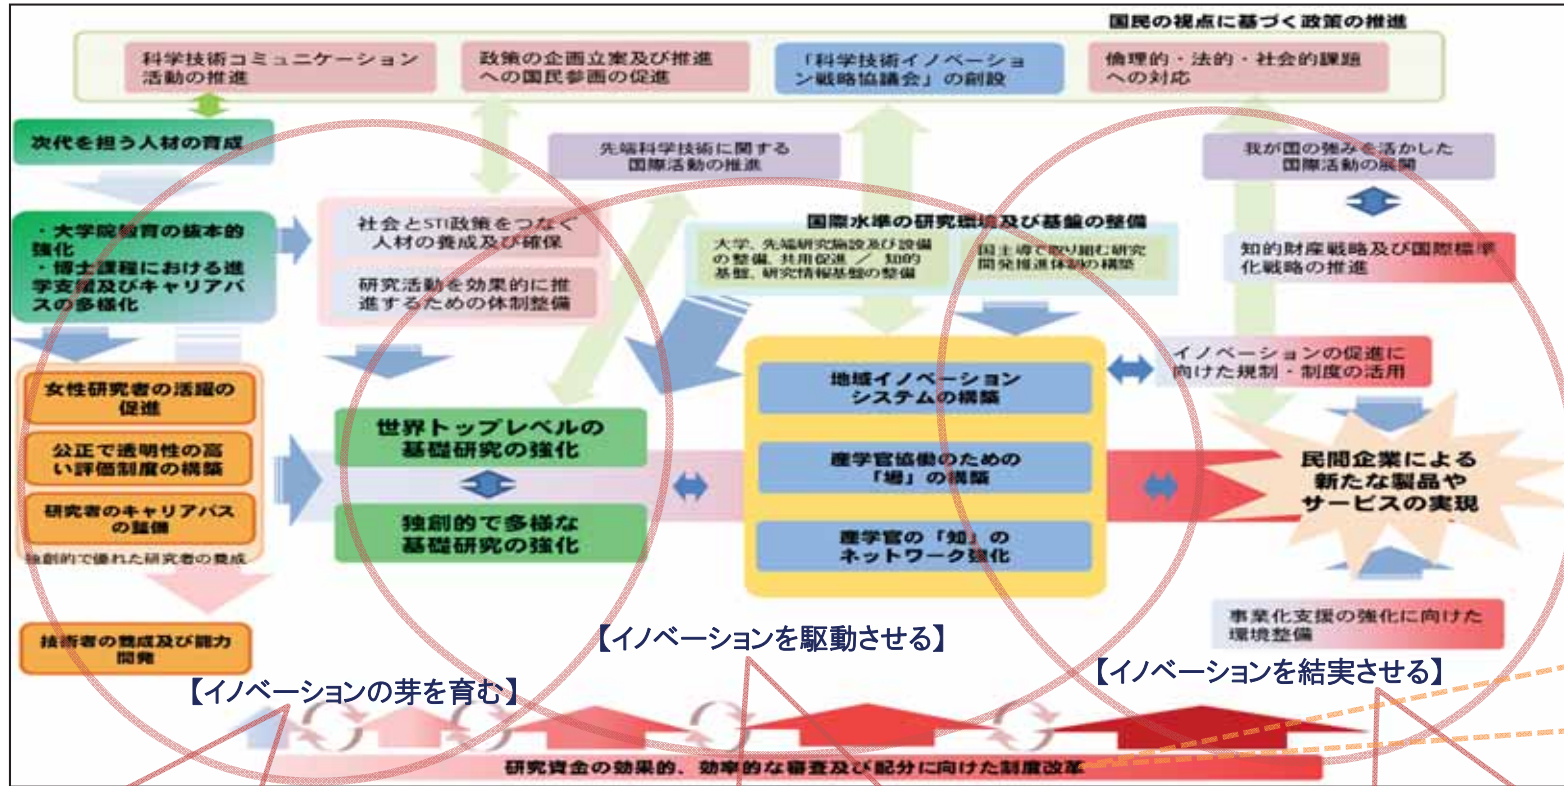 国民の視点に基づく政策の推進
科学技術コミュニケーション
活動の推進
政策の企画立案及び推進
への国民参画の促進
「科学技術イノベーショ
ン戦略協議会」の創設
倫理的・法的・社会的課題
への対応
次代を担う人材の育成
先端科学技術に関する
国際活動の推進
我が国の強みを活かした
国際活動の展開
・大学院教育の抜本的
強化
・博士課程における進
学支援及びキャリアパ
スの多様化
社会とSTI政策をつなぐ
人材の養成及び確保
研究活動を効果的に推
進するための体制整備
国際水準の研究環境及び基盤の整備
大学、先端研究施設及び設備
の整備、共用促進 / 知的
基盤、研究情報基盤の整備
国主導で取り組む研究
開発推進体制の構築
知的財産戦略及び国際標準
化戦略の推進
女性研究者の活躍の
促進
公正で透明性の高
い評価制度の構築
研究者のキャリアパス
の整備
独創的で優れた研究者の養成
技術者の養成及び能力
開発
世界トップレベルの
基礎研究の強化
独創的で多様な
基礎研究の強化
地域イノベーション
システムの構築
産学官協働のための
「場」の構築
産学官の「知」の
ネットワーク強化
イノベーションの促進に
向けた規制・制度の活用
民間企業による
新たな製品や
サービスの実現
事業化支援の強化に向けた
環境整備
【イノベーションの芽を育む】
【イノベーションを駆動させる】
【イノベーションを結実させる】
研究資金の効果的、効率的な審査及び配分に向けた制度改革